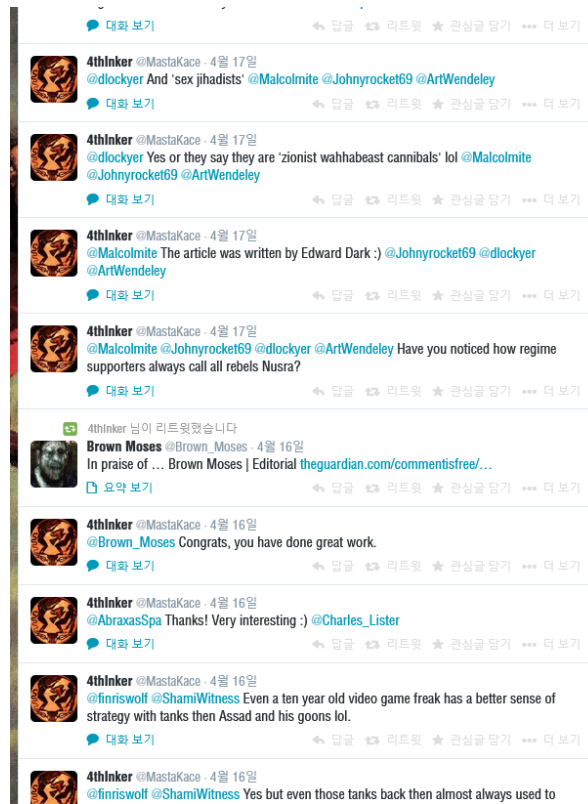 대화 보기 답글 리트윗 관심글 담기 더 보기
4thInker @MastaKace · 4월 17일
@dlockyer And 'sex jihadists' @Malcolmite @Johnyrocket69 @ArtWendeley
대화 보기 답글 리트윗 관심글 담기 더 보기
4thInker @MastaKace · 4월 17일
@dlockyer Yes or they say they are 'zionist wahhabeast cannibals' lol @Malcolmite
@Johnyrocket69 @ArtWendeley
대화 보기 답글 리트윗 관심글 담기 더 보기
4thInker @MastaKace · 4월 17일
@Malcolmite The article was written by Edward Dark :) @Johnyrocket69 @dlockyer
@ArtWendeley
대화 보기 답글 리트윗 관심글 담기 더 보기
4thInker @MastaKace · 4월 17일
@Malcolmite @Johnyrocket69 @dlockyer @ArtWendeley Have you noticed how regime
supporters always call all rebels Nusra?
대화 보기 답글 리트윗 관심글 담기 더 보기
4thInker 님이 리트윗했습니다
Brown Moses @Brown_Moses · 4월 16일
In praise of … Brown Moses | Editorial theguardian.com/commentisfree/…
요약 보기 답글 리트윗 관심글 담기 더 보기
4thInker @MastaKace · 4월 16일
@Brown_Moses Congrats, you have done great work.
대화 보기 답글 리트윗 관심글 담기 더 보기
4thInker @MastaKace · 4월 16일
@AbraxasSpa Thanks! Very interesting :) @Charles_Lister
대화 보기 답글 리트윗 관심글 담기 더 보기
4thInker @MastaKace · 4월 16일
@finriswolf @ShamiWitness Even a ten year old video game freak has a better sense of
strategy with tanks then Assad and his goons lol.
대화 보기 답글 리트윗 관심글 담기 더 보기
4thInker @MastaKace · 4월 16일
@finriswolf @ShamiWitness Yes but even those tanks back then almost always used to